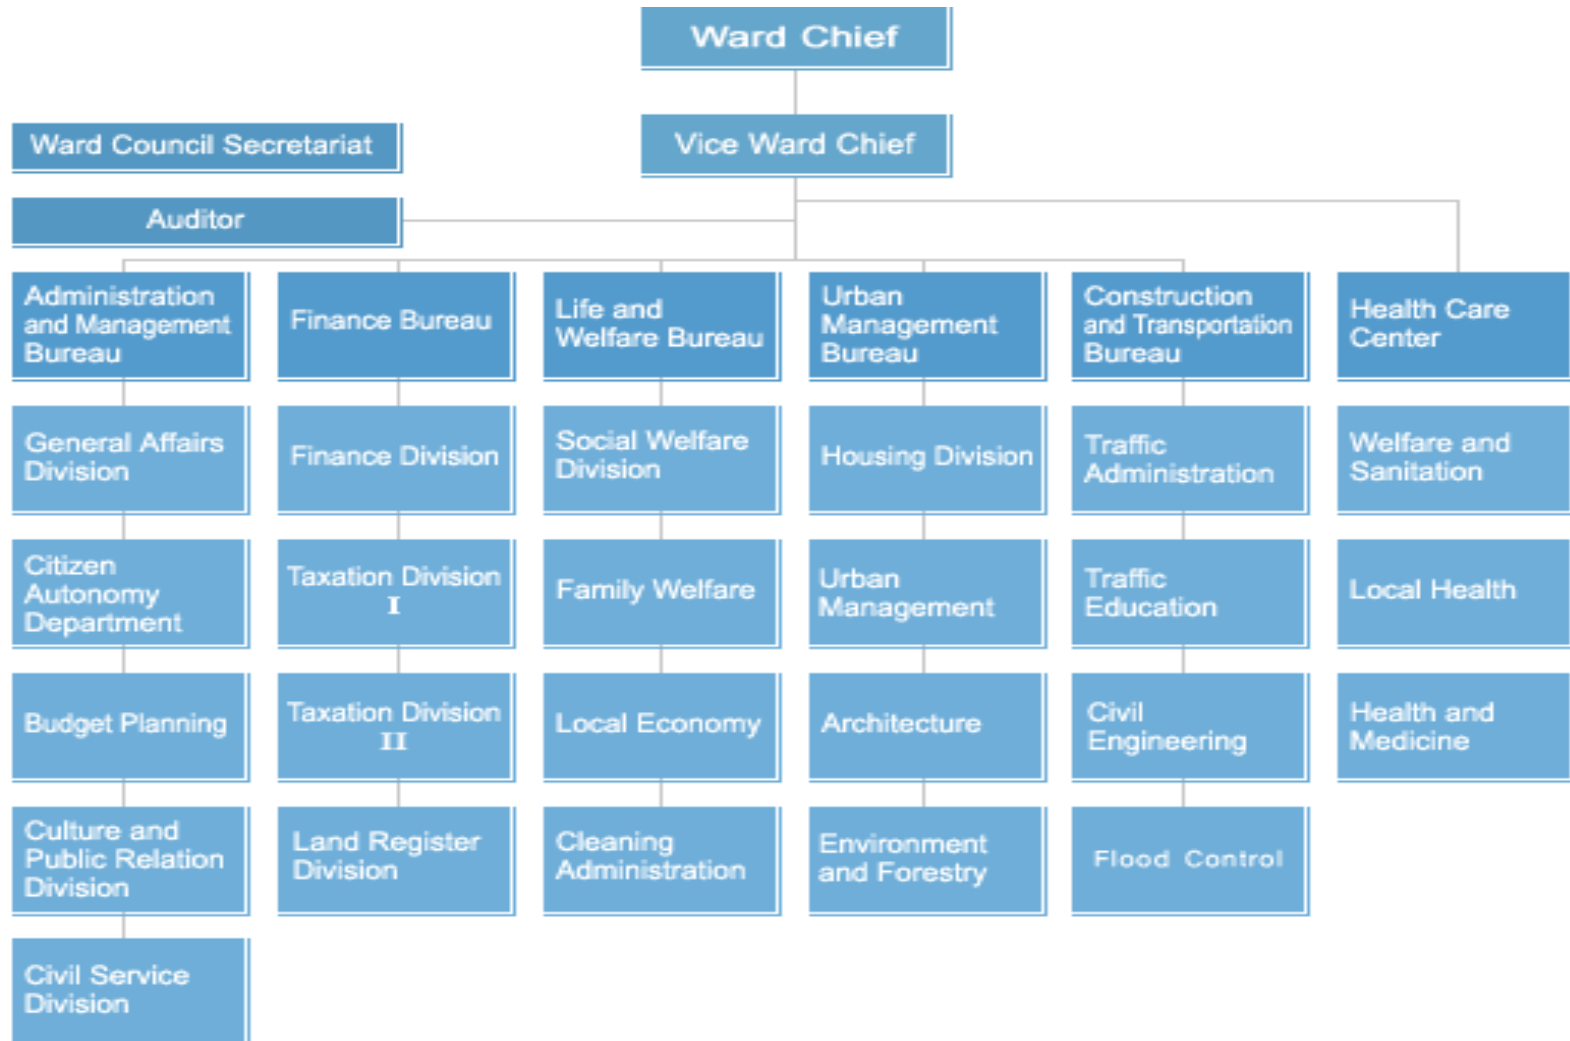 Ward Chief
Vice Ward Chief
Ward Council Secretariat
Auditor
Administration
and Management
Bureau
Finance Bureau
Life and
Welfare Bureau
Urban
Management
Bureau
Construction
and Transportation
Bureau
Health Care
Center
General Affairs
Division
Finance Division
Social Welfare
Division
Housing Division
Traffic
Administration
Welfare and
Sanitation
Citizen
Autonomy
Department
Taxation Division
I
Family Welfare
Urban
Management
Traffic
Education
Local Health
Budget Planning
Taxation Division
II
Local Economy
Architecture
Civil
Engineering
Health and
Medicine
Culture and
Public Relation
Division
Land Register
Division
Cleaning
Administration
Environment
and Forestry
Flood Control
Civil Service
Division